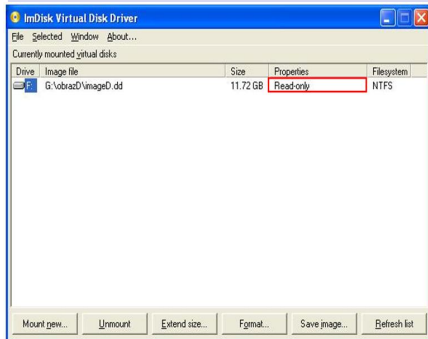 ImDisk Virtual Disk Driver
File Selected Window About...
Currently mounted virtual disks
Drive Image file Size Properties Filesystem
F: G:\obrazD\imageD.dd 11.72 GB Read-only NTFS
Mount new... Unmount Extend size... Format... Save image... Refresh list